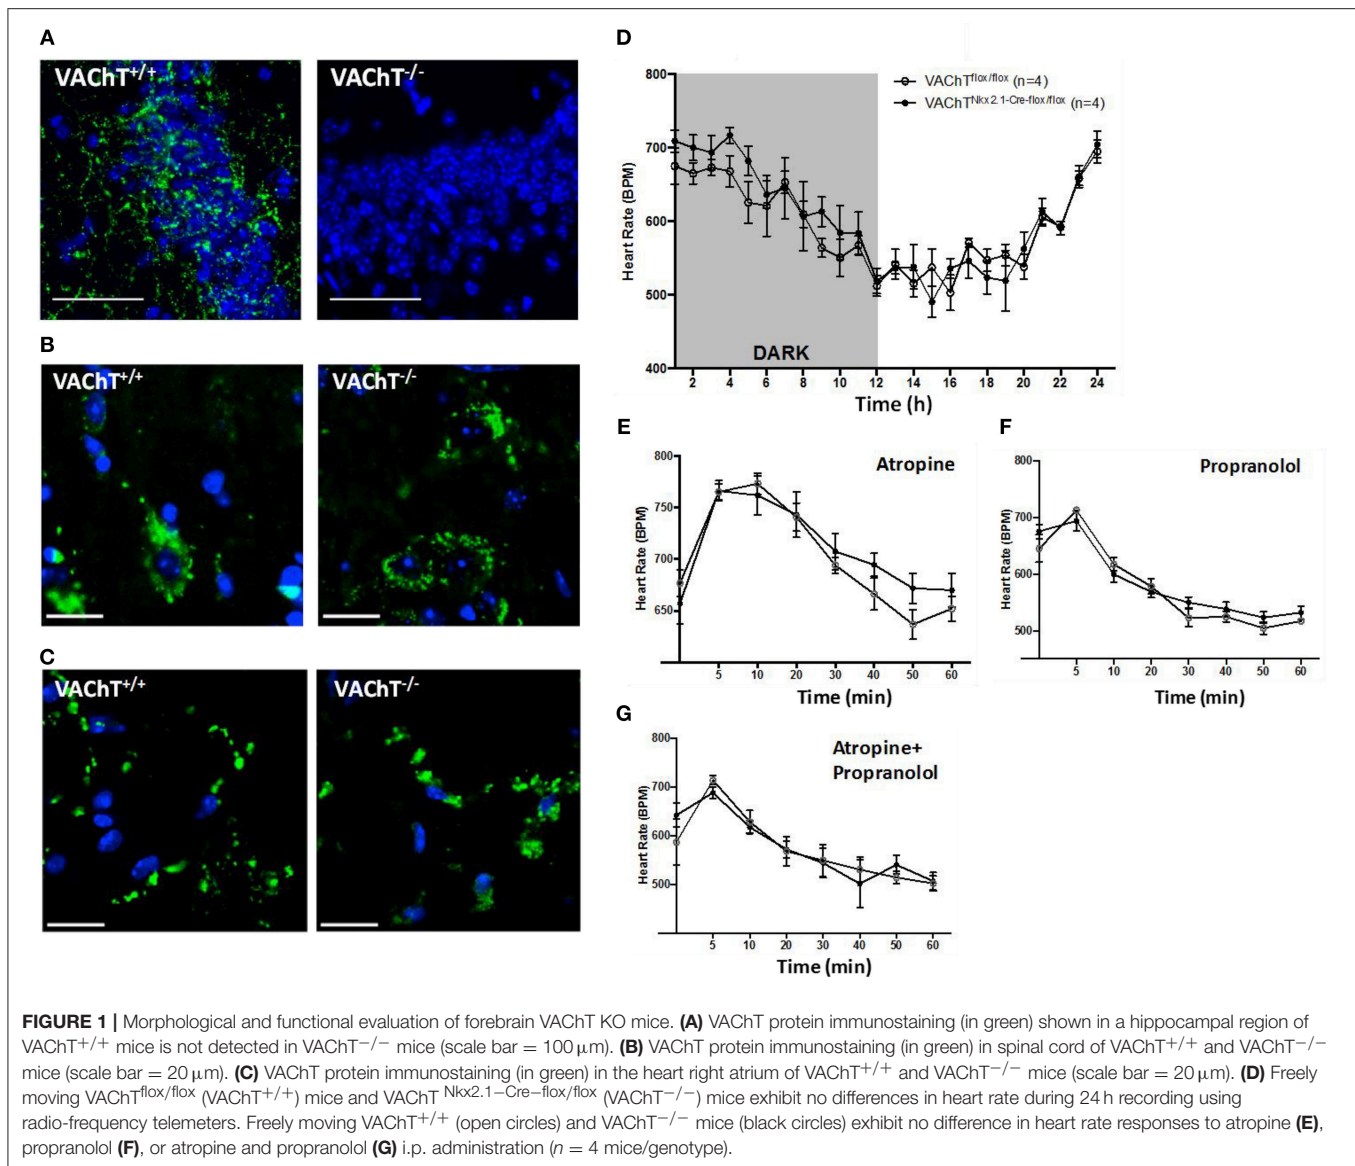 A
VAChT+/+
VAChT-/-
B
VAChT+/+
VAChT-/-
C
VAChT+/+
VAChT-/-
D
VAChTflox/flox (n=4)
VAChTNkx2.1-Cre-flox/flox (n=4)
Heart Rate (BPM)
800
700
600
500
400
DARK
2 4 6 8 10 12 14 16 18 20 22 24
Time (h)
E
Atropine
Heart Rate (BPM)
800
750
700
650
5 10 20 30 40 50 60
Time (min)
F
Propranolol
Heart Rate (BPM)
800
700
600
500
5 10 20 30 40 50 60
Time (min)
G
Atropine+
Propranolol
Heart Rate (BPM)
800
700
600
500
5 10 20 30 40 50 60
Time (min)
FIGURE 1 | Morphological and functional evaluation of forebrain VAChT KO mice. (A) VAChT protein immunostaining (in green) shown in a hippocampal region of
VAChT+/+ mice is not detected in VAChT−/− mice (scale bar = 100 μm). (B) VAChT protein immunostaining (in green) in spinal cord of VAChT+/+ and VAChT−/−
mice (scale bar = 20 μm). (C) VAChT protein immunostaining (in green) in the heart right atrium of VAChT+/+ and VAChT−/− mice (scale bar = 20 μm). (D) Freely
moving VAChTflox/flox (VAChT+/+) mice and VAChT Nkx2.1−Cre−flox/flox (VAChT−/−) mice exhibit no differences in heart rate during 24 h recording using
radio-frequency telemeters. Freely moving VAChT+/+ (open circles) and VAChT−/− mice (black circles) exhibit no difference in heart rate responses to atropine (E),
propranolol (F), or atropine and propranolol (G) i.p. administration (n = 4 mice/genotype).